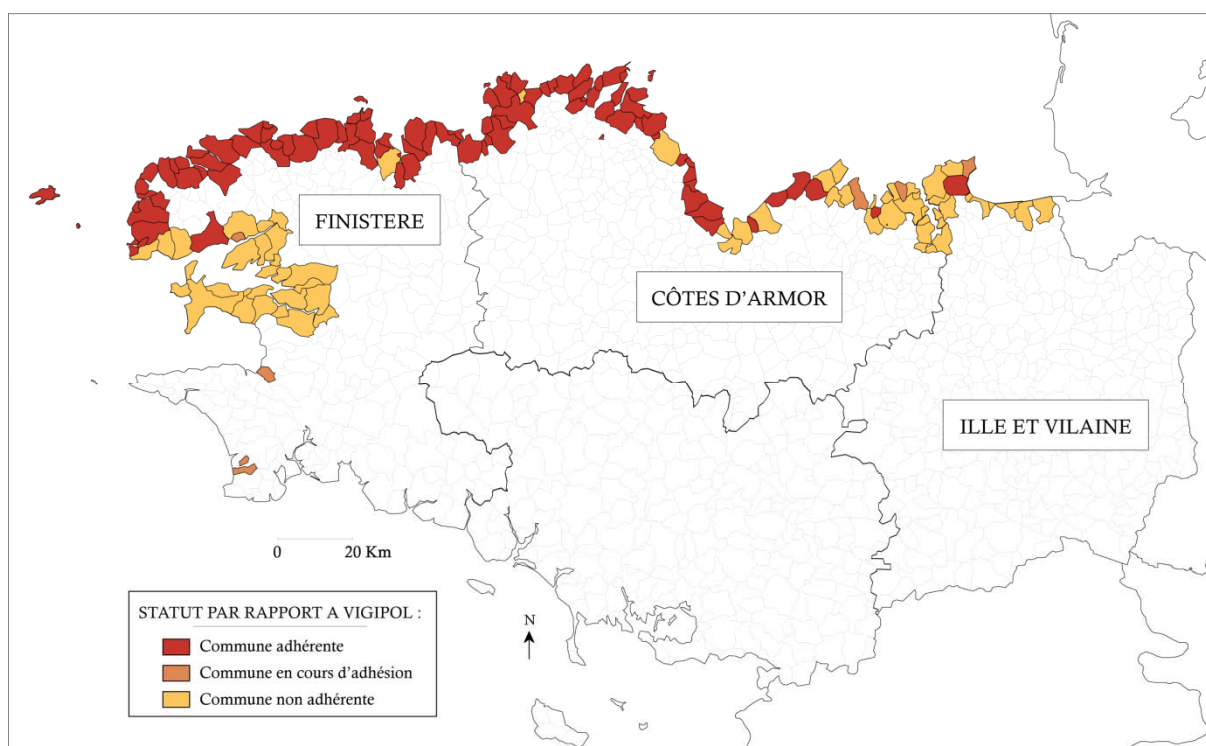 FINISTERE
CÔTES D'ARMOR
ILLE ET VILAINE
0 20 Km
N
STATUT PAR RAPPORT A VIGIPOL :
Commune adhérente
Commune en cours d'adhésion
Commune non adhérente